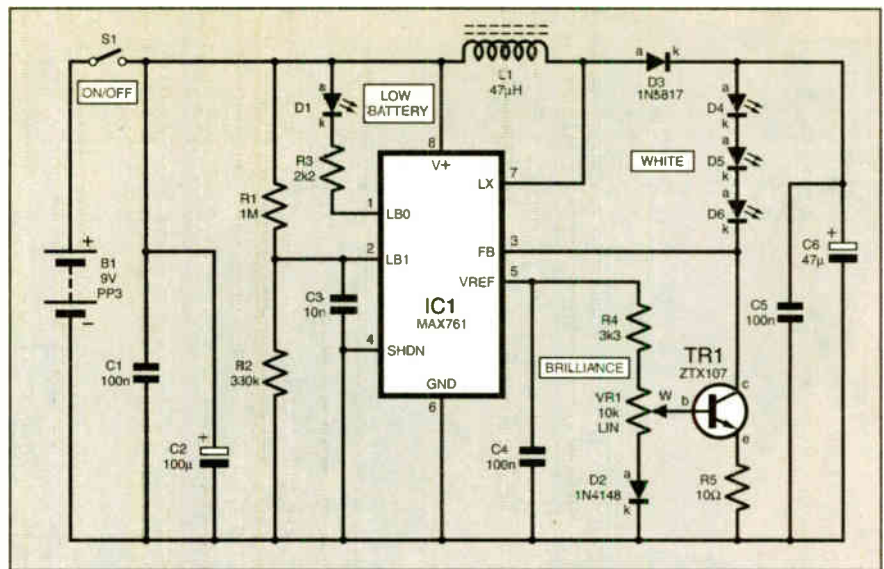 S1
ON/OFF
B1
9V
PP3
+
−
C1
100n
C2
100µ
+
R1
1M
R2
330k
a
D1
k
LOW
BATTERY
R3
2k2
1
LB0
2
LB1
C3
10n
4
SHDN
8
V+
IC1
MAX761
GND
6
LX
7
FB
3
VREF
5
L1
47µH
a
k
D3
1N5817
a
D4
k
a
D5
k
a
D6
k
WHITE
R4
3k3
BRILLIANCE
VR1
10k
LIN
W
C4
100n
a
D2
1N4148
k
TR1
ZTX107
b
c
e
R5
10Ω
C5
100n
C6
47µ
+